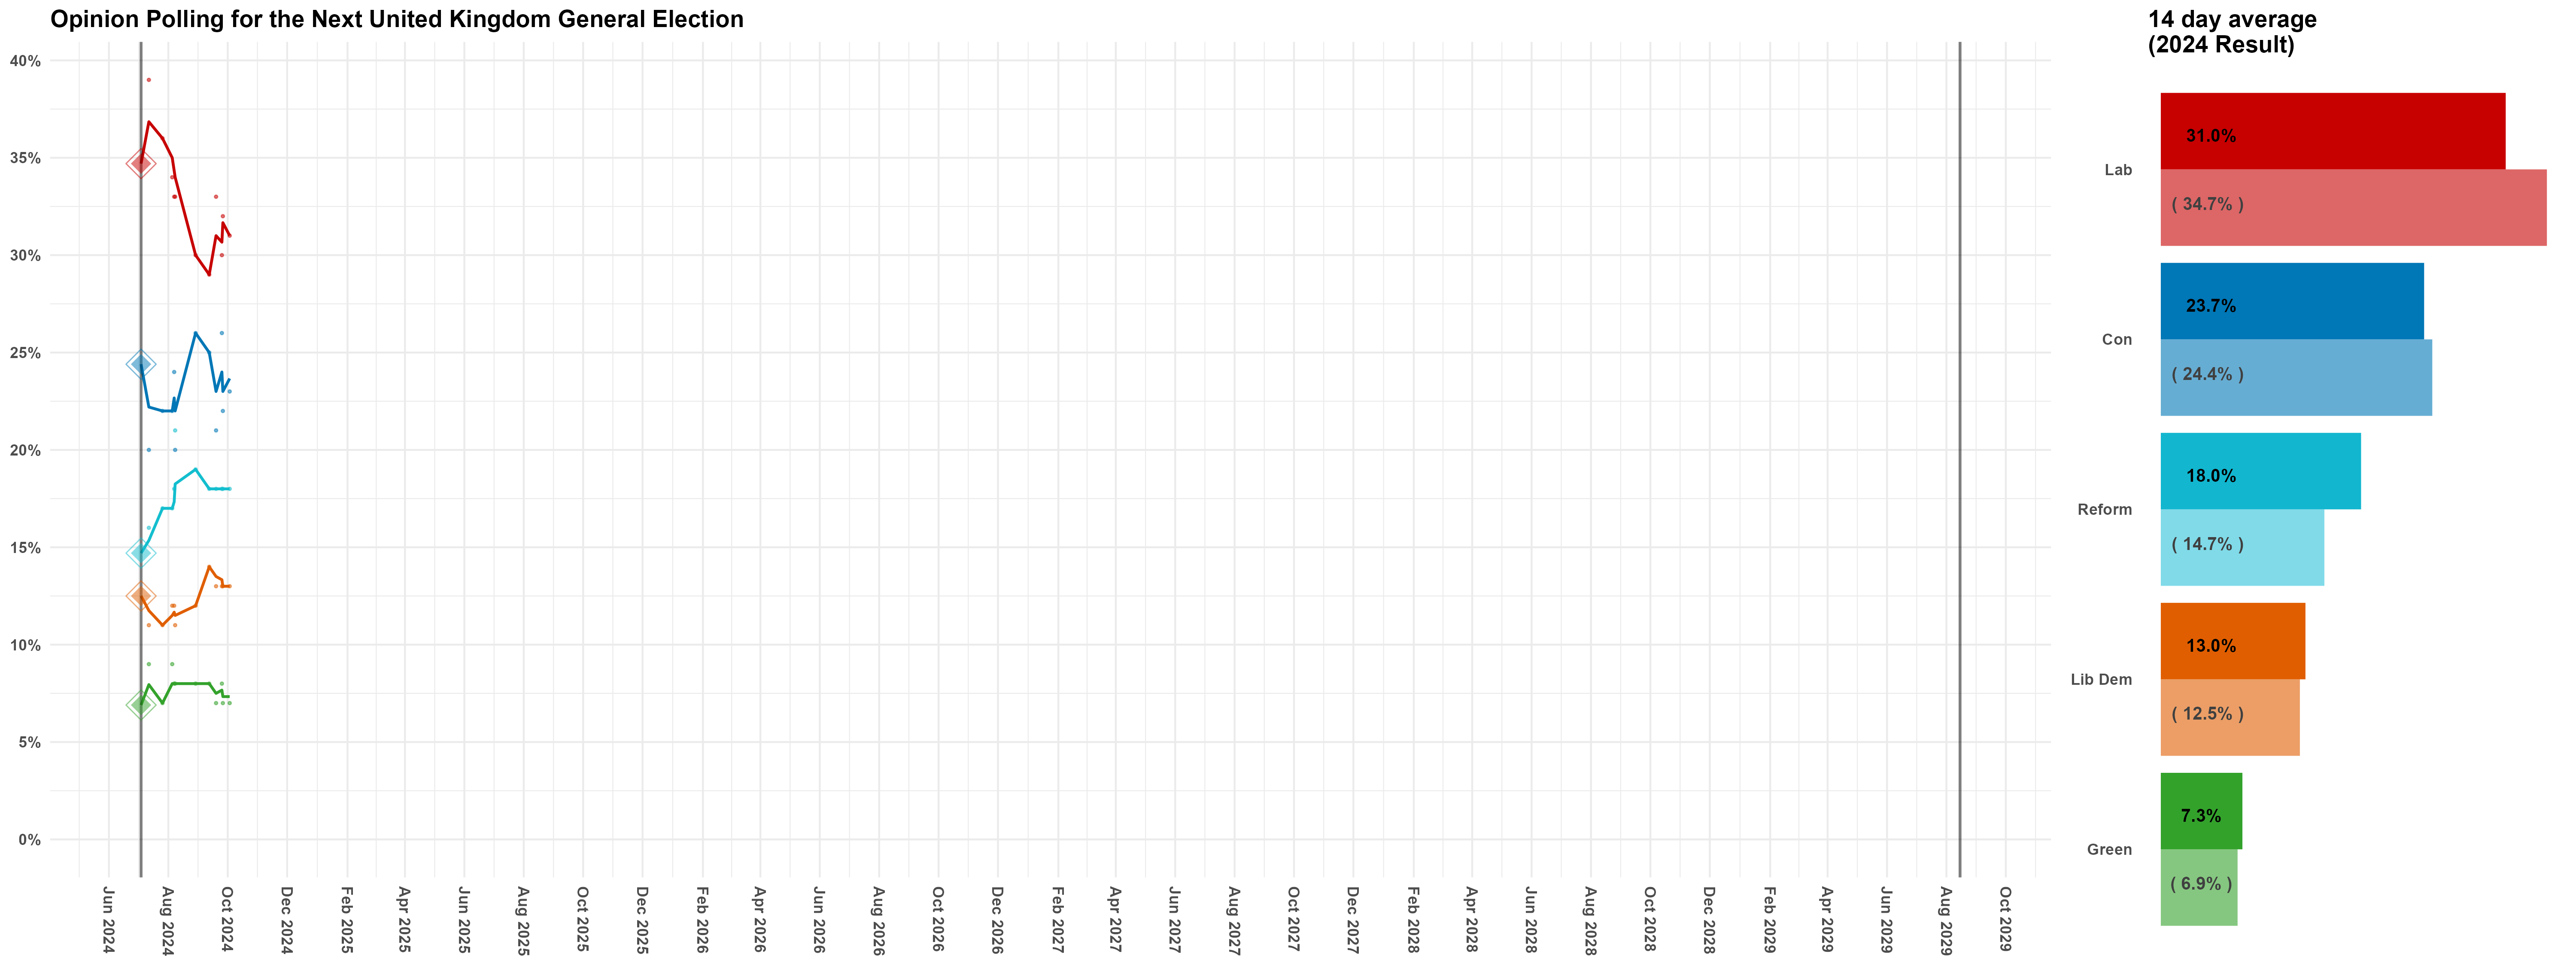 Opinion Polling for the Next United Kingdom General Election
40%
35%
30%
25%
20%
15%
10%
5%
0%
Jun 2024
Aug 2024
Oct 2024
Dec 2024
Feb 2025
Apr 2025
Jun 2025
Aug 2025
Oct 2025
Dec 2025
Feb 2026
Apr 2026
Jun 2026
Aug 2026
Oct 2026
Dec 2026
Feb 2027
Apr 2027
Jun 2027
Aug 2027
Oct 2027
Dec 2027
Feb 2028
Apr 2028
Jun 2028
Aug 2028
Oct 2028
Dec 2028
Feb 2029
Apr 2029
Jun 2029
Aug 2029
Oct 2029
14 day average
(2024 Result)
Lab
31.0%
( 34.7% )
Con
23.7%
( 24.4% )
Reform
18.0%
( 14.7% )
Lib Dem
13.0%
( 12.5% )
Green
7.3%
( 6.9% )